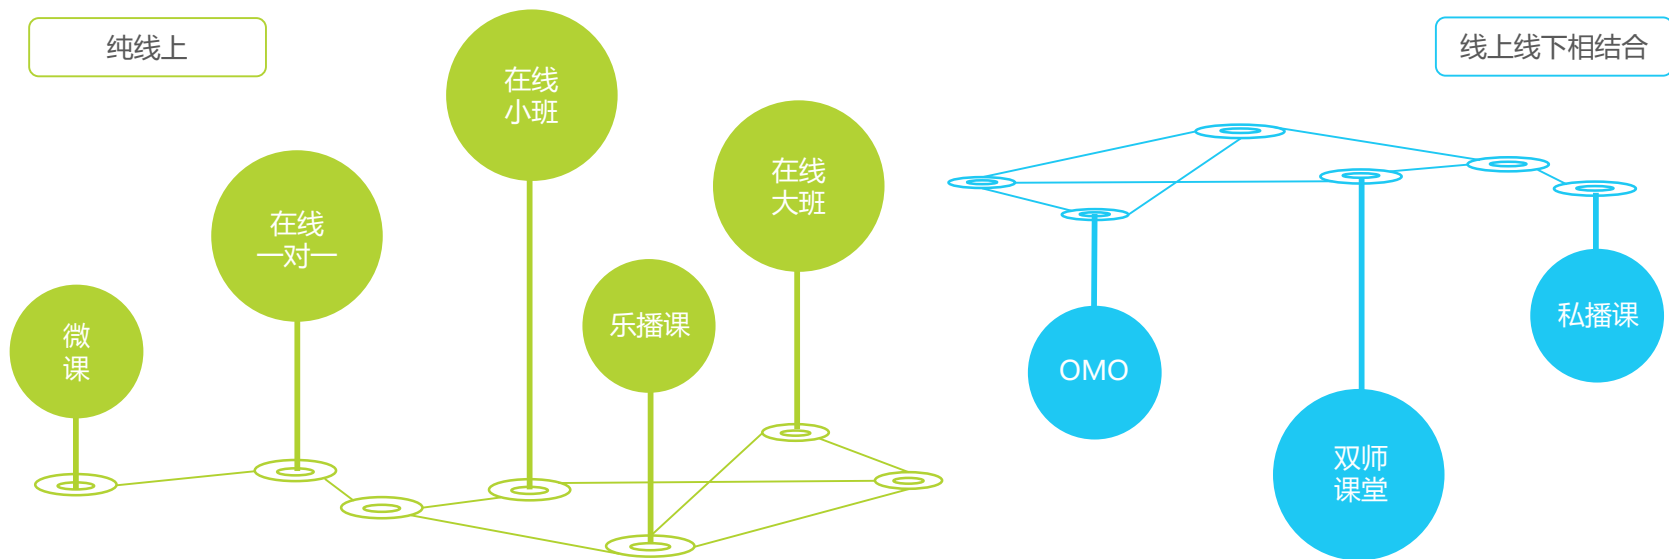 纯线上
线上线下相结合
在线
小班
在线
大班
在线
一对一
乐播课
微
课
私播课
OMO
双师
课堂